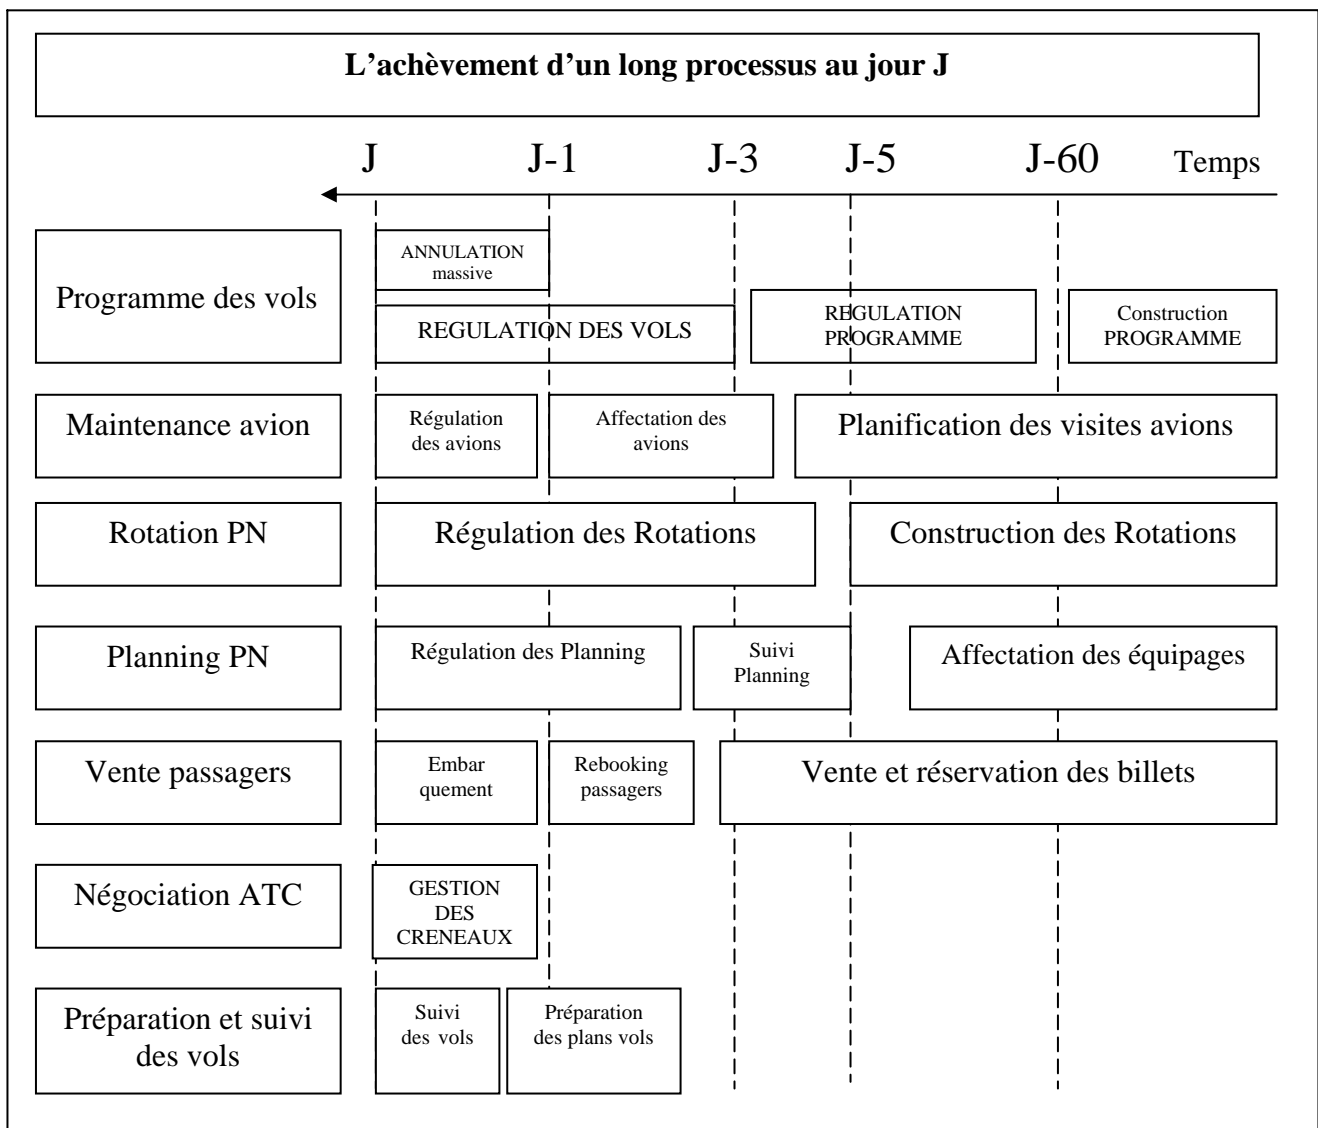 L'achèvement d'un long processus au jour J
J J-1 J-3 J-5 J-60 Temps
Programme des vols
ANNULATION
massive
REGULATION DES VOLS
REGULATION
PROGRAMME
Construction
PROGRAMME
Maintenance avion
Régulation
des avions
Affectation des
avions
Planification des visites avions
Rotation PN
Régulation des Rotations
Construction des Rotations
Planning PN
Régulation des Planning
Suivi
Planning
Affectation des équipages
Vente passagers
Embar
quement
Rebooking
passagers
Vente et réservation des billets
Négociation ATC
GESTION
DES
CRENEAUX
Préparation et suivi
des vols
Suivi
des vols
Préparation
des plans vols